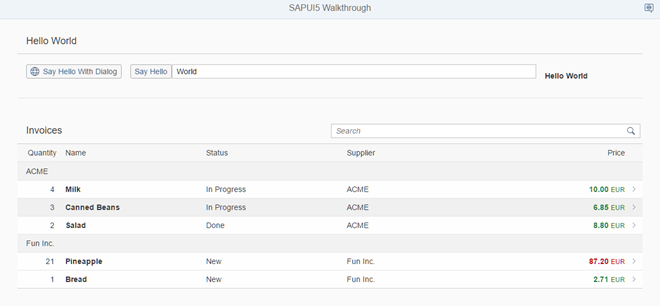 SAPUI5 Walkthrough
Hello World
Say Hello With Dialog Say Hello World Hello World
Invoices Search
Quantity Name Status Supplier Price
ACME
4 Milk In Progress ACME 10.00 EUR
3 Canned Beans In Progress ACME 6.85 EUR
2 Salad Done ACME 8.80 EUR
Fun Inc.
21 Pineapple New Fun Inc. 87.20 EUR
1 Bread New Fun Inc. 2.71 EUR